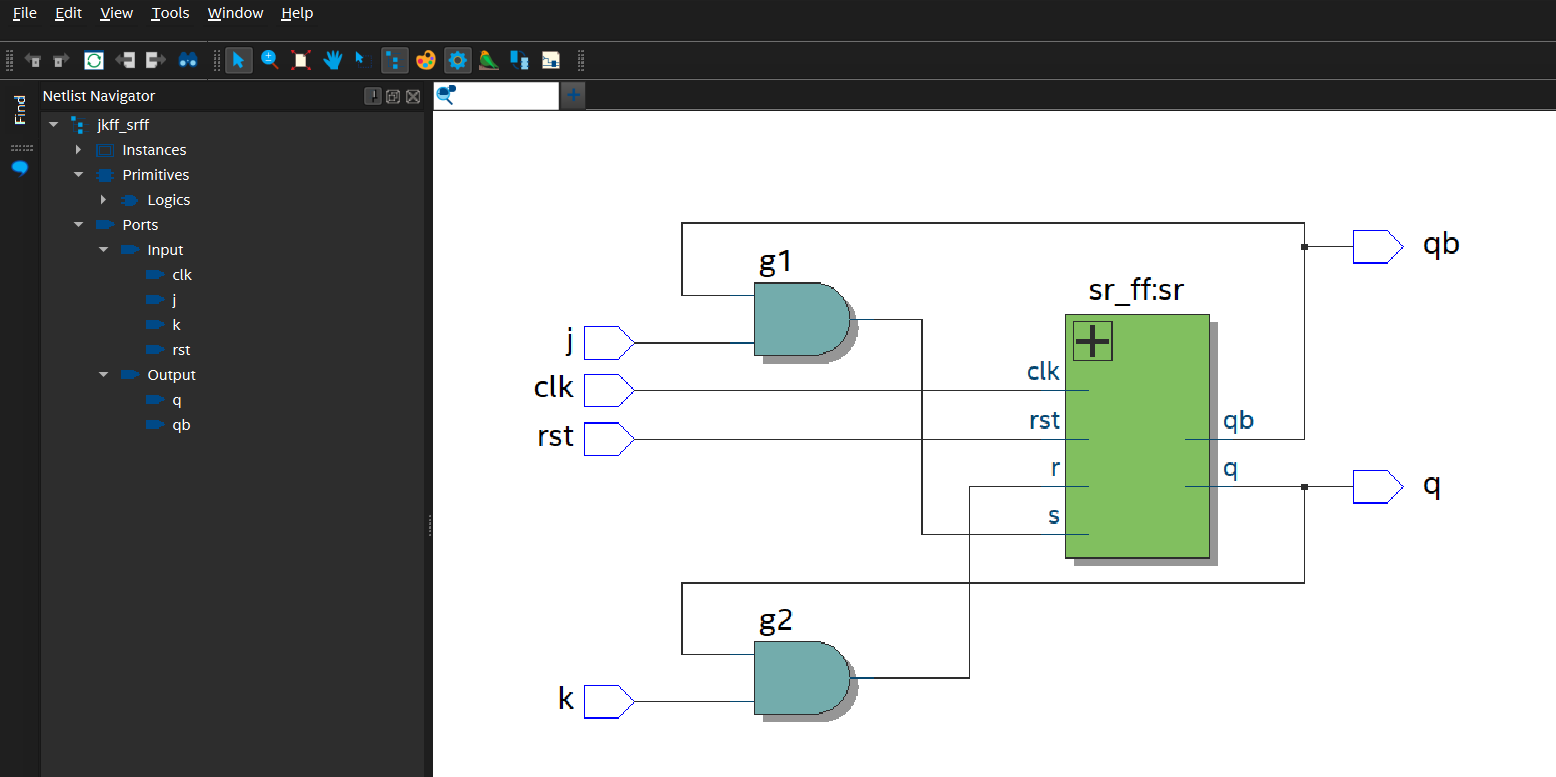 File Edit View Tools Window Help
Find
Netlist Navigator
jkff_srff
Instances
Primitives
Logics
Ports
Input
clk
j
k
rst
Output
q
qb
qb
g1
sr_ff:sr
j
clk
clk
rst
rst
qb
r
q
q
s
g2
k